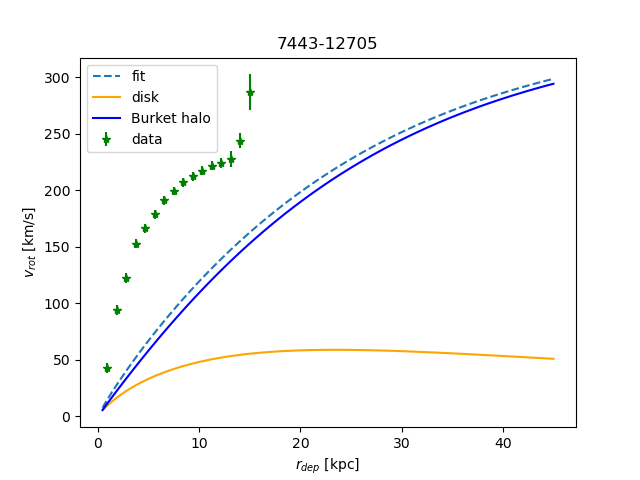 7443-12705
fit
disk
Burket halo
data
300
250
200
150
100
50
0
v_rot [km/s]
0 10 20 30 40
r_dep [kpc]